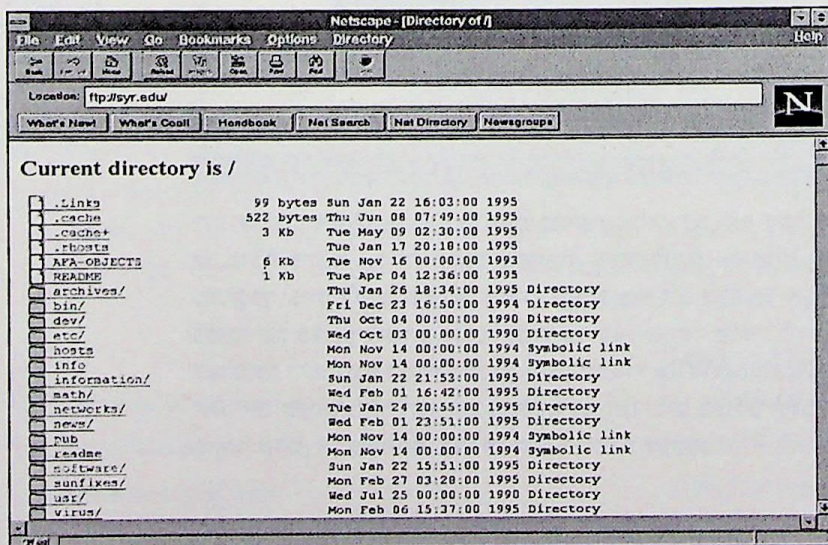 Netscape - [Directory of /]
File Edit View Go Bookmarks Options Directory Help
Back Home Reload Images Open Print Find
Location: ftp://syr.edu/
N
What's New! What's Cool! Handbook Net Search Net Directory Newsgroups
Current directory is /
.Links 99 bytes Sun Jan 22 16:03:00 1995
.cache 522 bytes Thu Jun 08 07:49:00 1995
.cache+ 3 Kb Tue May 09 02:30:00 1995
.rhosts Tue Jan 17 20:18:00 1995
AFA-OBJECTS 6 Kb Tue Nov 16 00:00:00 1993
README 1 Kb Tue Apr 04 12:36:00 1995
archives/ Thu Jan 26 18:34:00 1995 Directory
bin/ Fri Dec 23 16:50:00 1994 Directory
dev/ Thu Oct 04 00:00:00 1990 Directory
etc/ Wed Oct 03 00:00:00 1990 Directory
hosts Mon Nov 14 00:00:00 1994 Symbolic link
info Mon Nov 14 00:00:00 1994 Symbolic link
information/ Sun Jan 22 21:53:00 1995 Directory
math/ Wed Feb 01 16:42:00 1995 Directory
networks/ Tue Jan 24 20:55:00 1995 Directory
news/ Wed Feb 01 23:51:00 1995 Directory
pub Mon Nov 14 00:00:00 1994 Symbolic link
readme Mon Nov 14 00:00:00 1994 Symbolic link
software/ Sun Jan 22 15:51:00 1995 Directory
sunfixes/ Mon Feb 27 03:28:00 1995 Directory
usr/ Wed Jul 25 00:00:00 1990 Directory
virus/ Mon Feb 06 15:37:00 1995 Directory